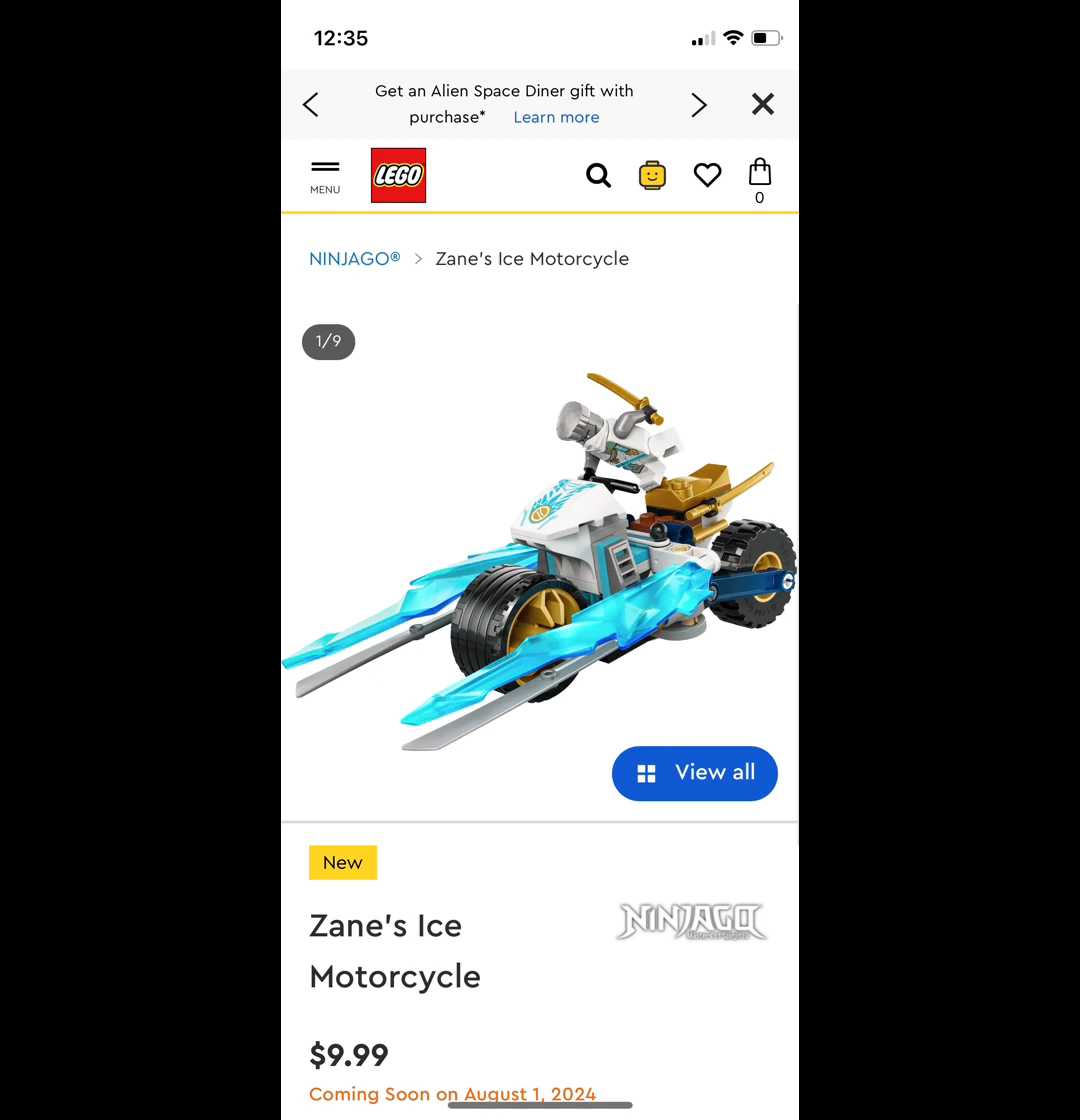 12:35
Get an Alien Space Diner gift with
purchase* Learn more
MENU
LEGO
0
NINJAGO® > Zane's Ice Motorcycle
1/9
View all
New
Zane's Ice
Motorcycle
NINJAGO
$9.99
Coming Soon on August 1, 2024